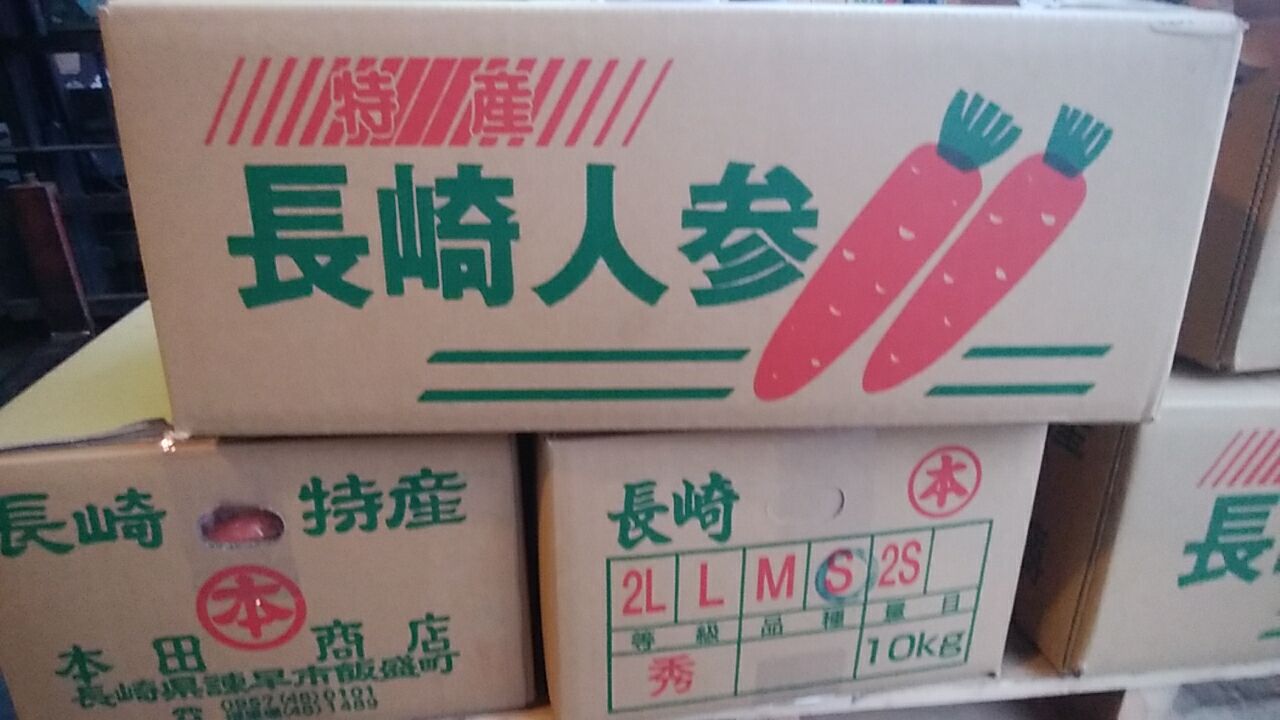 特産
長崎人参
長崎 特産
本
本田商店
長崎県諫早市飯盛町
長崎
本
2L L M S 2S
等級 品種 量目
秀 10kg
長